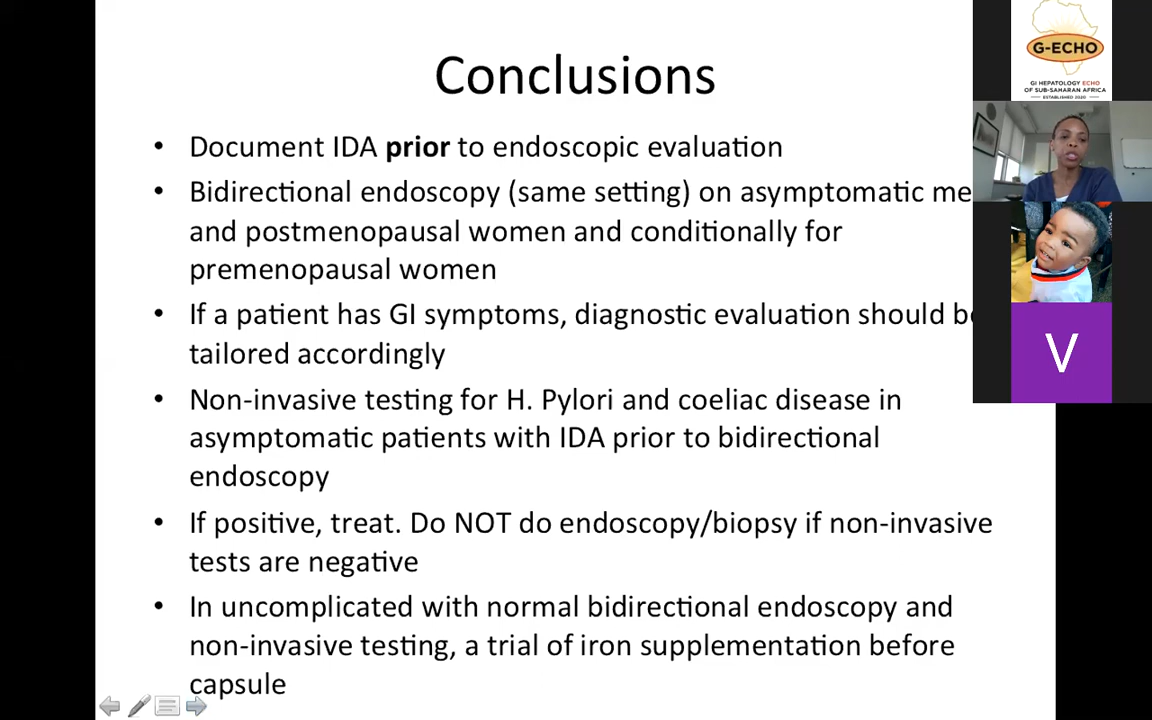 Conclusions
• Document IDA prior to endoscopic evaluation
• Bidirectional endoscopy (same setting) on asymptomatic me
and postmenopausal women and conditionally for
premenopausal women
• If a patient has GI symptoms, diagnostic evaluation should be
tailored accordingly
• Non-invasive testing for H. Pylori and coeliac disease in
asymptomatic patients with IDA prior to bidirectional
endoscopy
• If positive, treat. Do NOT do endoscopy/biopsy if non-invasive
tests are negative
• In uncomplicated with normal bidirectional endoscopy and
non-invasive testing, a trial of iron supplementation before
capsule
G-ECHO
GI HEPATOLOGY ECHO
OF SUB-SAHARAN AFRICA
ESTABLISHED 2020
V